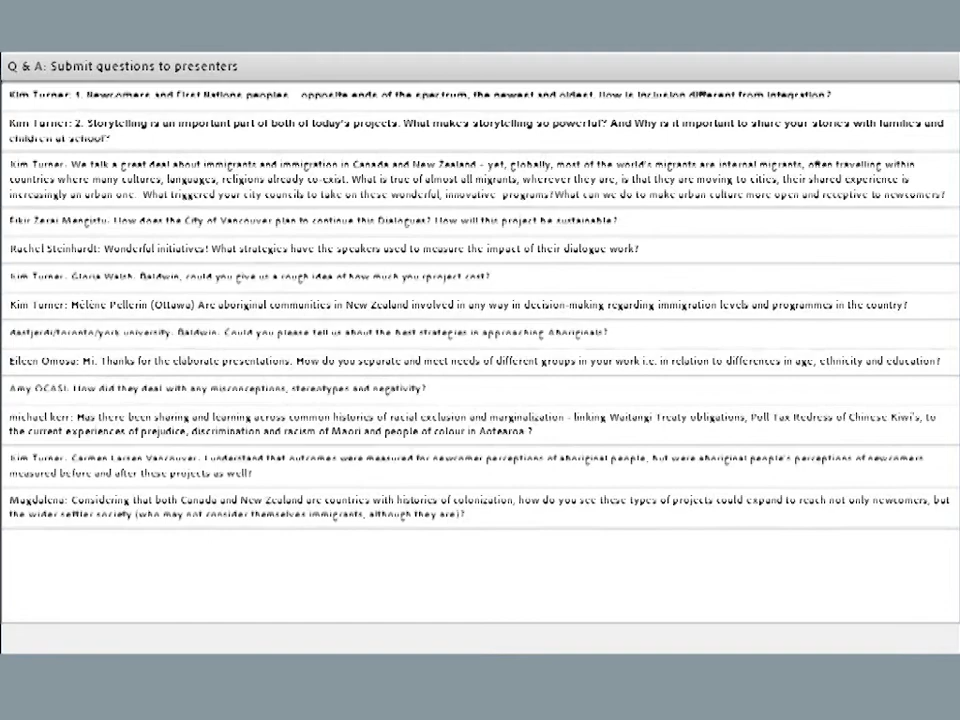 Q & A: Submit questions to presenters
Kim Turner: 1. Newcomers and First Nations peoples - opposite ends of the spectrum, the newest and oldest. How is inclusion different from integration?
Kim Turner: 2. Storytelling is an important part of both of today's projects. What makes storytelling so powerful? And Why is it important to share your stories with families and
children at school?
Kim Turner: We talk a great deal about immigrants and immigration in Canada and New Zealand - yet, globally, most of the world's migrants are internal migrants, often travelling within
countries where many cultures, languages, religions already co-exist. What is true of almost all migrants, wherever they are, is that they are moving to cities, their shared experience is
increasingly an urban one. What triggered your city councils to take on these wonderful, innovative programs?What can we do to make urban culture more open and receptive to newcomers?
Fikir Zerai Mengistu: How does the City of Vancouver plan to continue this Dialogues? How will this project be sustainable?
Rachel Steinhardt: Wonderful initiatives! What strategies have the speakers used to measure the impact of their dialogue work?
Kim Turner: Gloria Walsh: Baldwin, could you give us a rough idea of how much you rproject cost?
Kim Turner: Hélène Pellerin (Ottawa) Are aboriginal communities in New Zealand involved in any way in decision-making regarding immigration levels and programmes in the country?
dastjerdi/toronto/york university: Baldwin: Could you please tell us about the best strategies in approaching Aboriginals?
Eileen Omosa: Hi. Thanks for the elaborate presentations. How do you separate and meet needs of different groups in your work i.e. in relation to differences in age, ethnicity and education?
Amy OCASI: How did they deal with any misconceptions, stereotypes and negativity?
michael kerr: Has there been sharing and learning across common histories of racial exclusion and marginalization - linking Waitangi Treaty obligations, Poll Tax Redress of Chinese Kiwi's, to
the current experiences of prejudice, discrimination and racism of Maori and people of colour in Aotearoa ?
Kim Turner: Carmen Larsen Vancouver: I understand that outcomes were measured for newcomer perceptions of aboriginal people, but were aboriginal people's perceptions of newcomers
measured before and after these projects as well?
Magdalena: Considering that both Canada and New Zealand are countries with histories of colonization, how do you see these types of projects could expand to reach not only newcomers, but
the wider settler society (who may not consider themselves immigrants, although they are)?